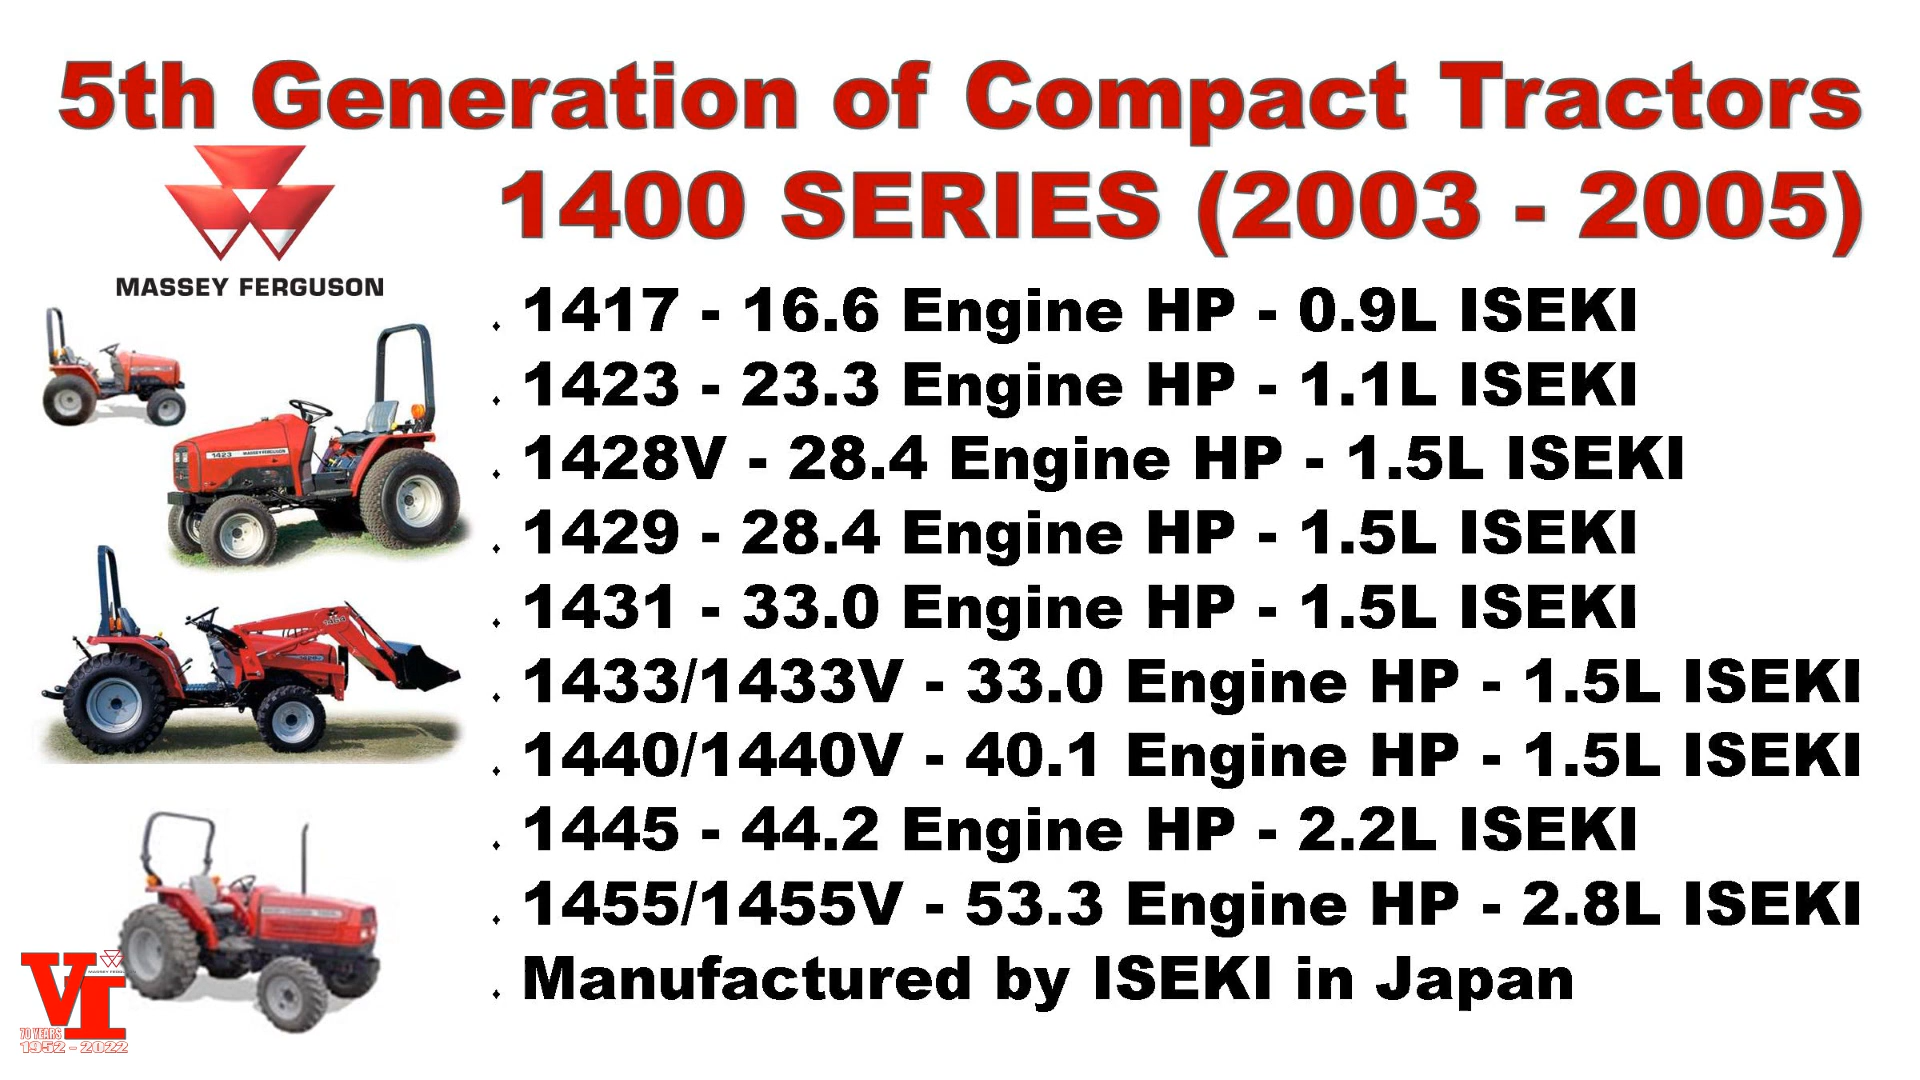 5th Generation of Compact Tractors
1400 SERIES (2003 - 2005)
MASSEY FERGUSON
1417 - 16.6 Engine HP - 0.9L ISEKI
1423 - 23.3 Engine HP - 1.1L ISEKI
1428V - 28.4 Engine HP - 1.5L ISEKI
1429 - 28.4 Engine HP - 1.5L ISEKI
1431 - 33.0 Engine HP - 1.5L ISEKI
1433/1433V - 33.0 Engine HP - 1.5L ISEKI
1440/1440V - 40.1 Engine HP - 1.5L ISEKI
1445 - 44.2 Engine HP - 2.2L ISEKI
1455/1455V - 53.3 Engine HP - 2.8L ISEKI
Manufactured by ISEKI in Japan
1423 MASSEY FERGUSON
VI
70 YEARS
1952 - 2022